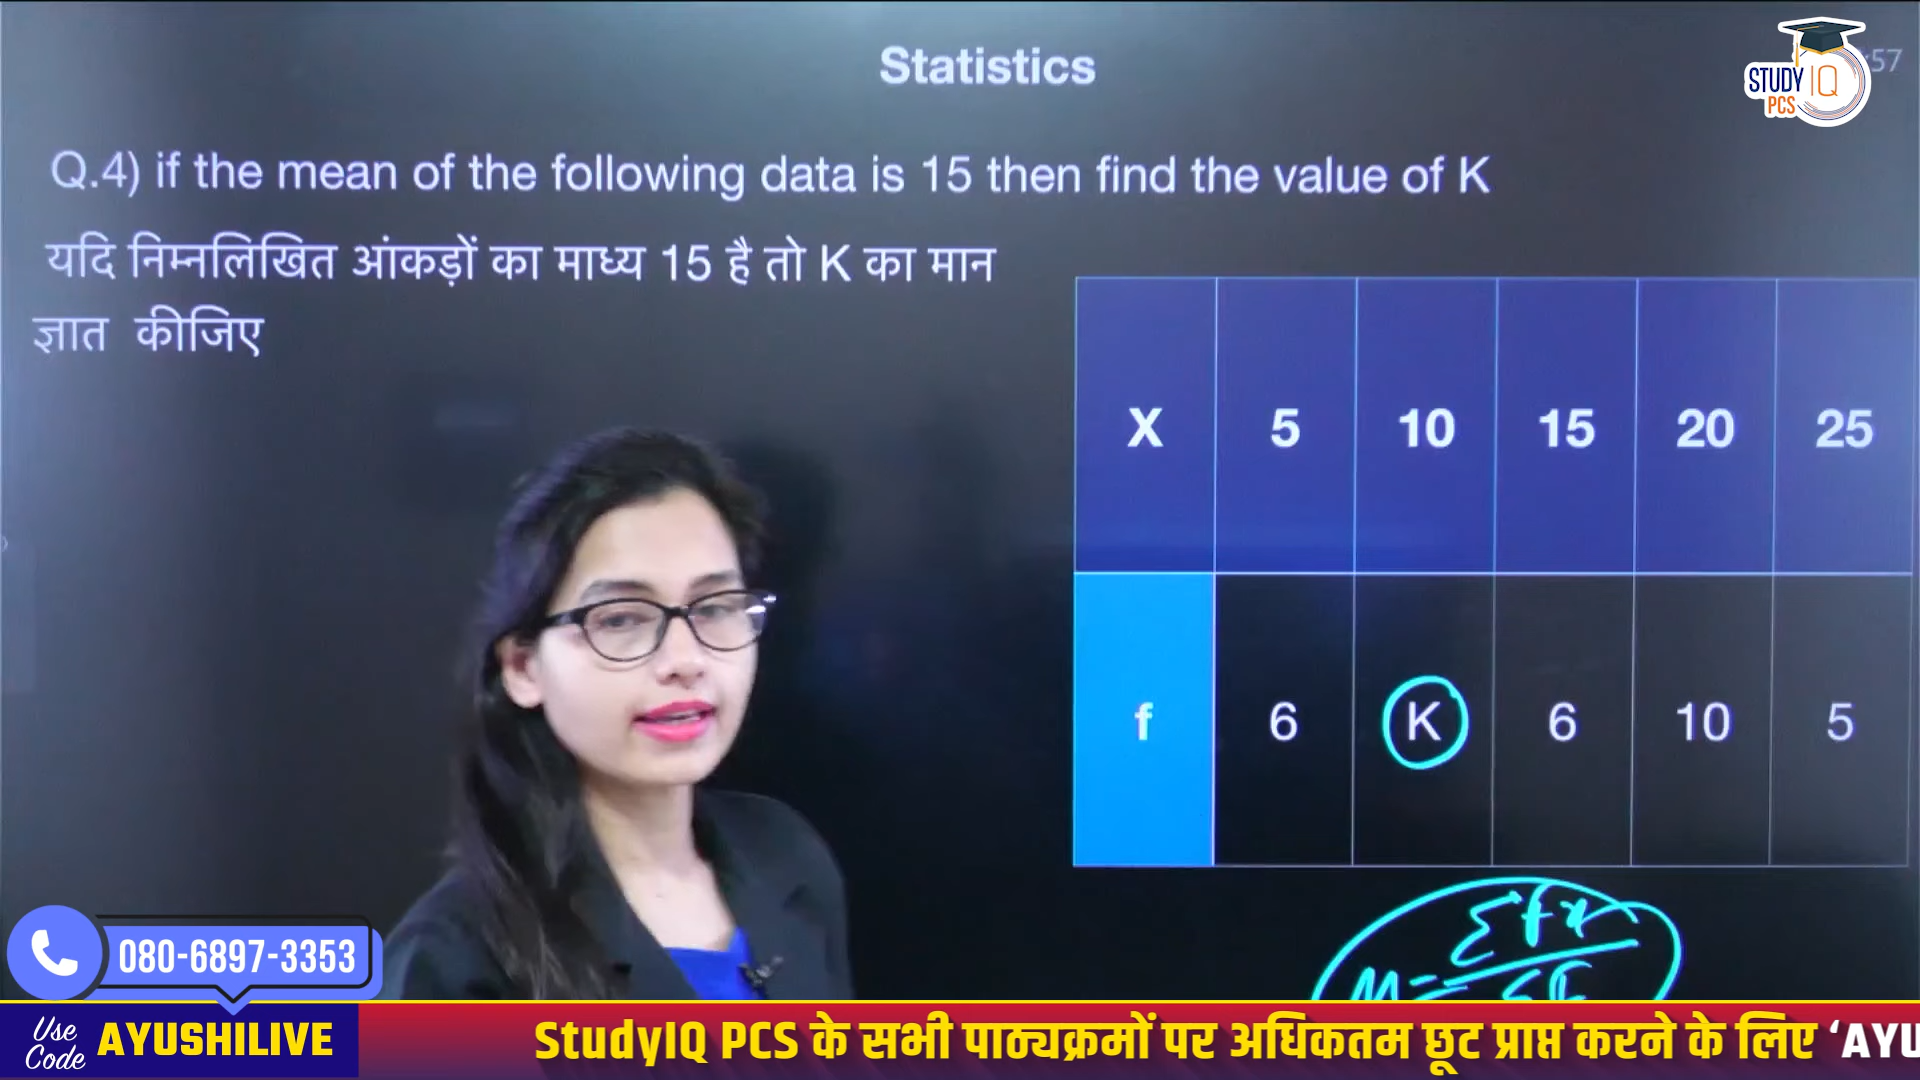 Statistics
STUDY IQ
PCS
57
Q.4) if the mean of the following data is 15 then find the value of K
यदि निम्नलिखित आंकड़ों का माध्य 15 है तो K का मान
ज्ञात कीजिए
X 5 10 15 20 25
f 6 K 6 10 5
M = Σfx
Σf
080-6897-3353
Use Code AYUSHILIVE
StudyIQ PCS के सभी पाठ्यक्रमों पर अधिकतम छूट प्राप्त करने के लिए ‘AYU